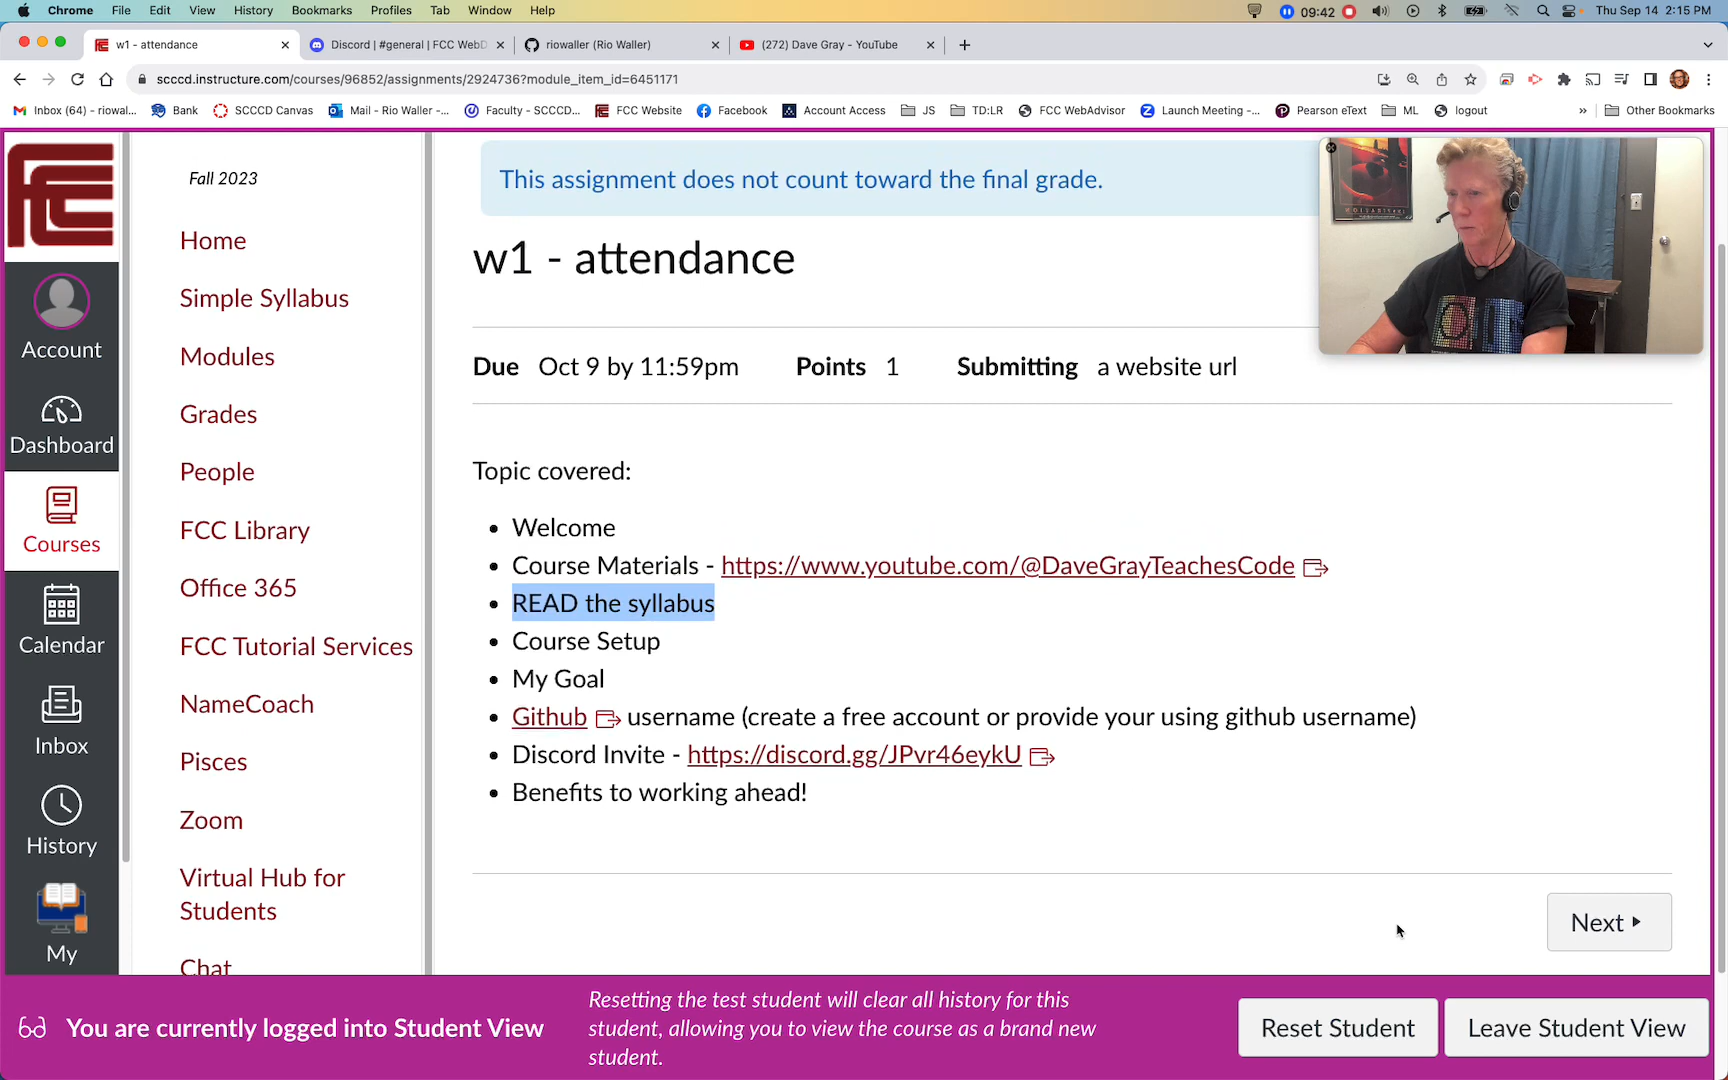 Chrome File Edit View History Bookmarks Profiles Tab Window Help 09:42 Thu Sep 14 2:15 PM
w1 - attendance Discord | #general | FCC WebD riowaller (Rio Waller) (272) Dave Gray - YouTube
scccd.instructure.com/courses/96852/assignments/2924736?module_item_id=6451171
Inbox (64) - riowal... Bank SCCCD Canvas Mail - Rio Waller -... Faculty - SCCCD... FCC Website Facebook Account Access JS TD:LR FCC WebAdvisor Launch Meeting -... Pearson eText ML logout » Other Bookmarks
Account
Dashboard
Courses
Calendar
Inbox
History
My
Fall 2023
Home
Simple Syllabus
Modules
Grades
People
FCC Library
Office 365
FCC Tutorial Services
NameCoach
Pisces
Zoom
Virtual Hub for
Students
Chat
This assignment does not count toward the final grade.
w1 - attendance
Due Oct 9 by 11:59pm Points 1 Submitting a website url
Topic covered:
• Welcome
• Course Materials - https://www.youtube.com/@DaveGrayTeachesCode
• READ the syllabus
• Course Setup
• My Goal
• Github username (create a free account or provide your using github username)
• Discord Invite - https://discord.gg/JPvr46eykU
• Benefits to working ahead!
Next
You are currently logged into Student View
Resetting the test student will clear all history for this
student, allowing you to view the course as a brand new
student.
Reset Student
Leave Student View